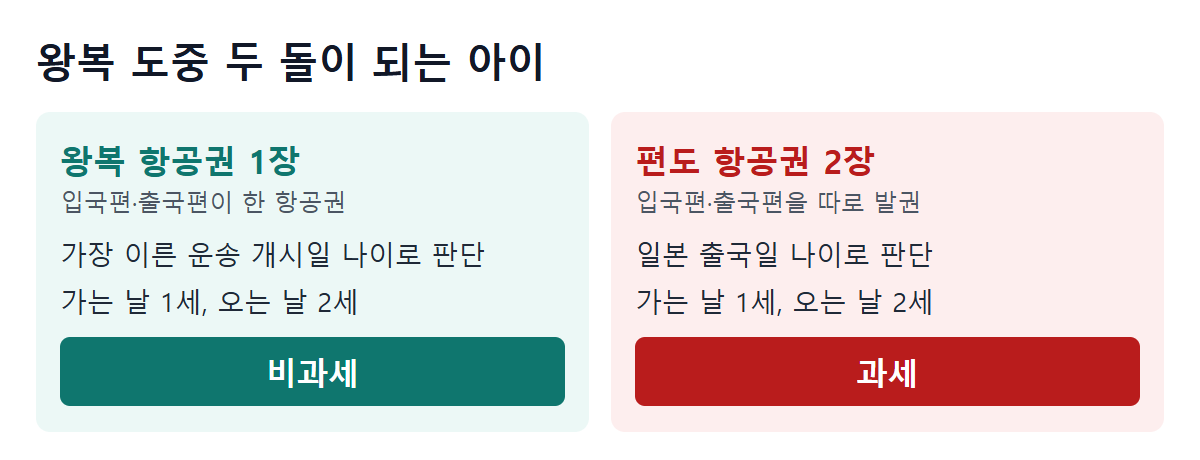 왕복 도중 두 돌이 되는 아이
왕복 항공권 1장
입국편·출국편이 한 항공권
가장 이른 운송 개시일 나이로 판단
가는 날 1세, 오는 날 2세
비과세
편도 항공권 2장
입국편·출국편을 따로 발권
일본 출국일 나이로 판단
가는 날 1세, 오는 날 2세
과세